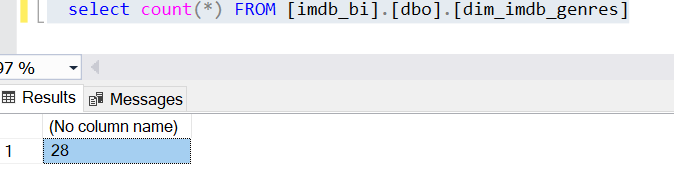 select count(*) FROM [imdb_bi].[dbo].[dim_imdb_genres]
97 %
Results Messages
(No column name)
1 28